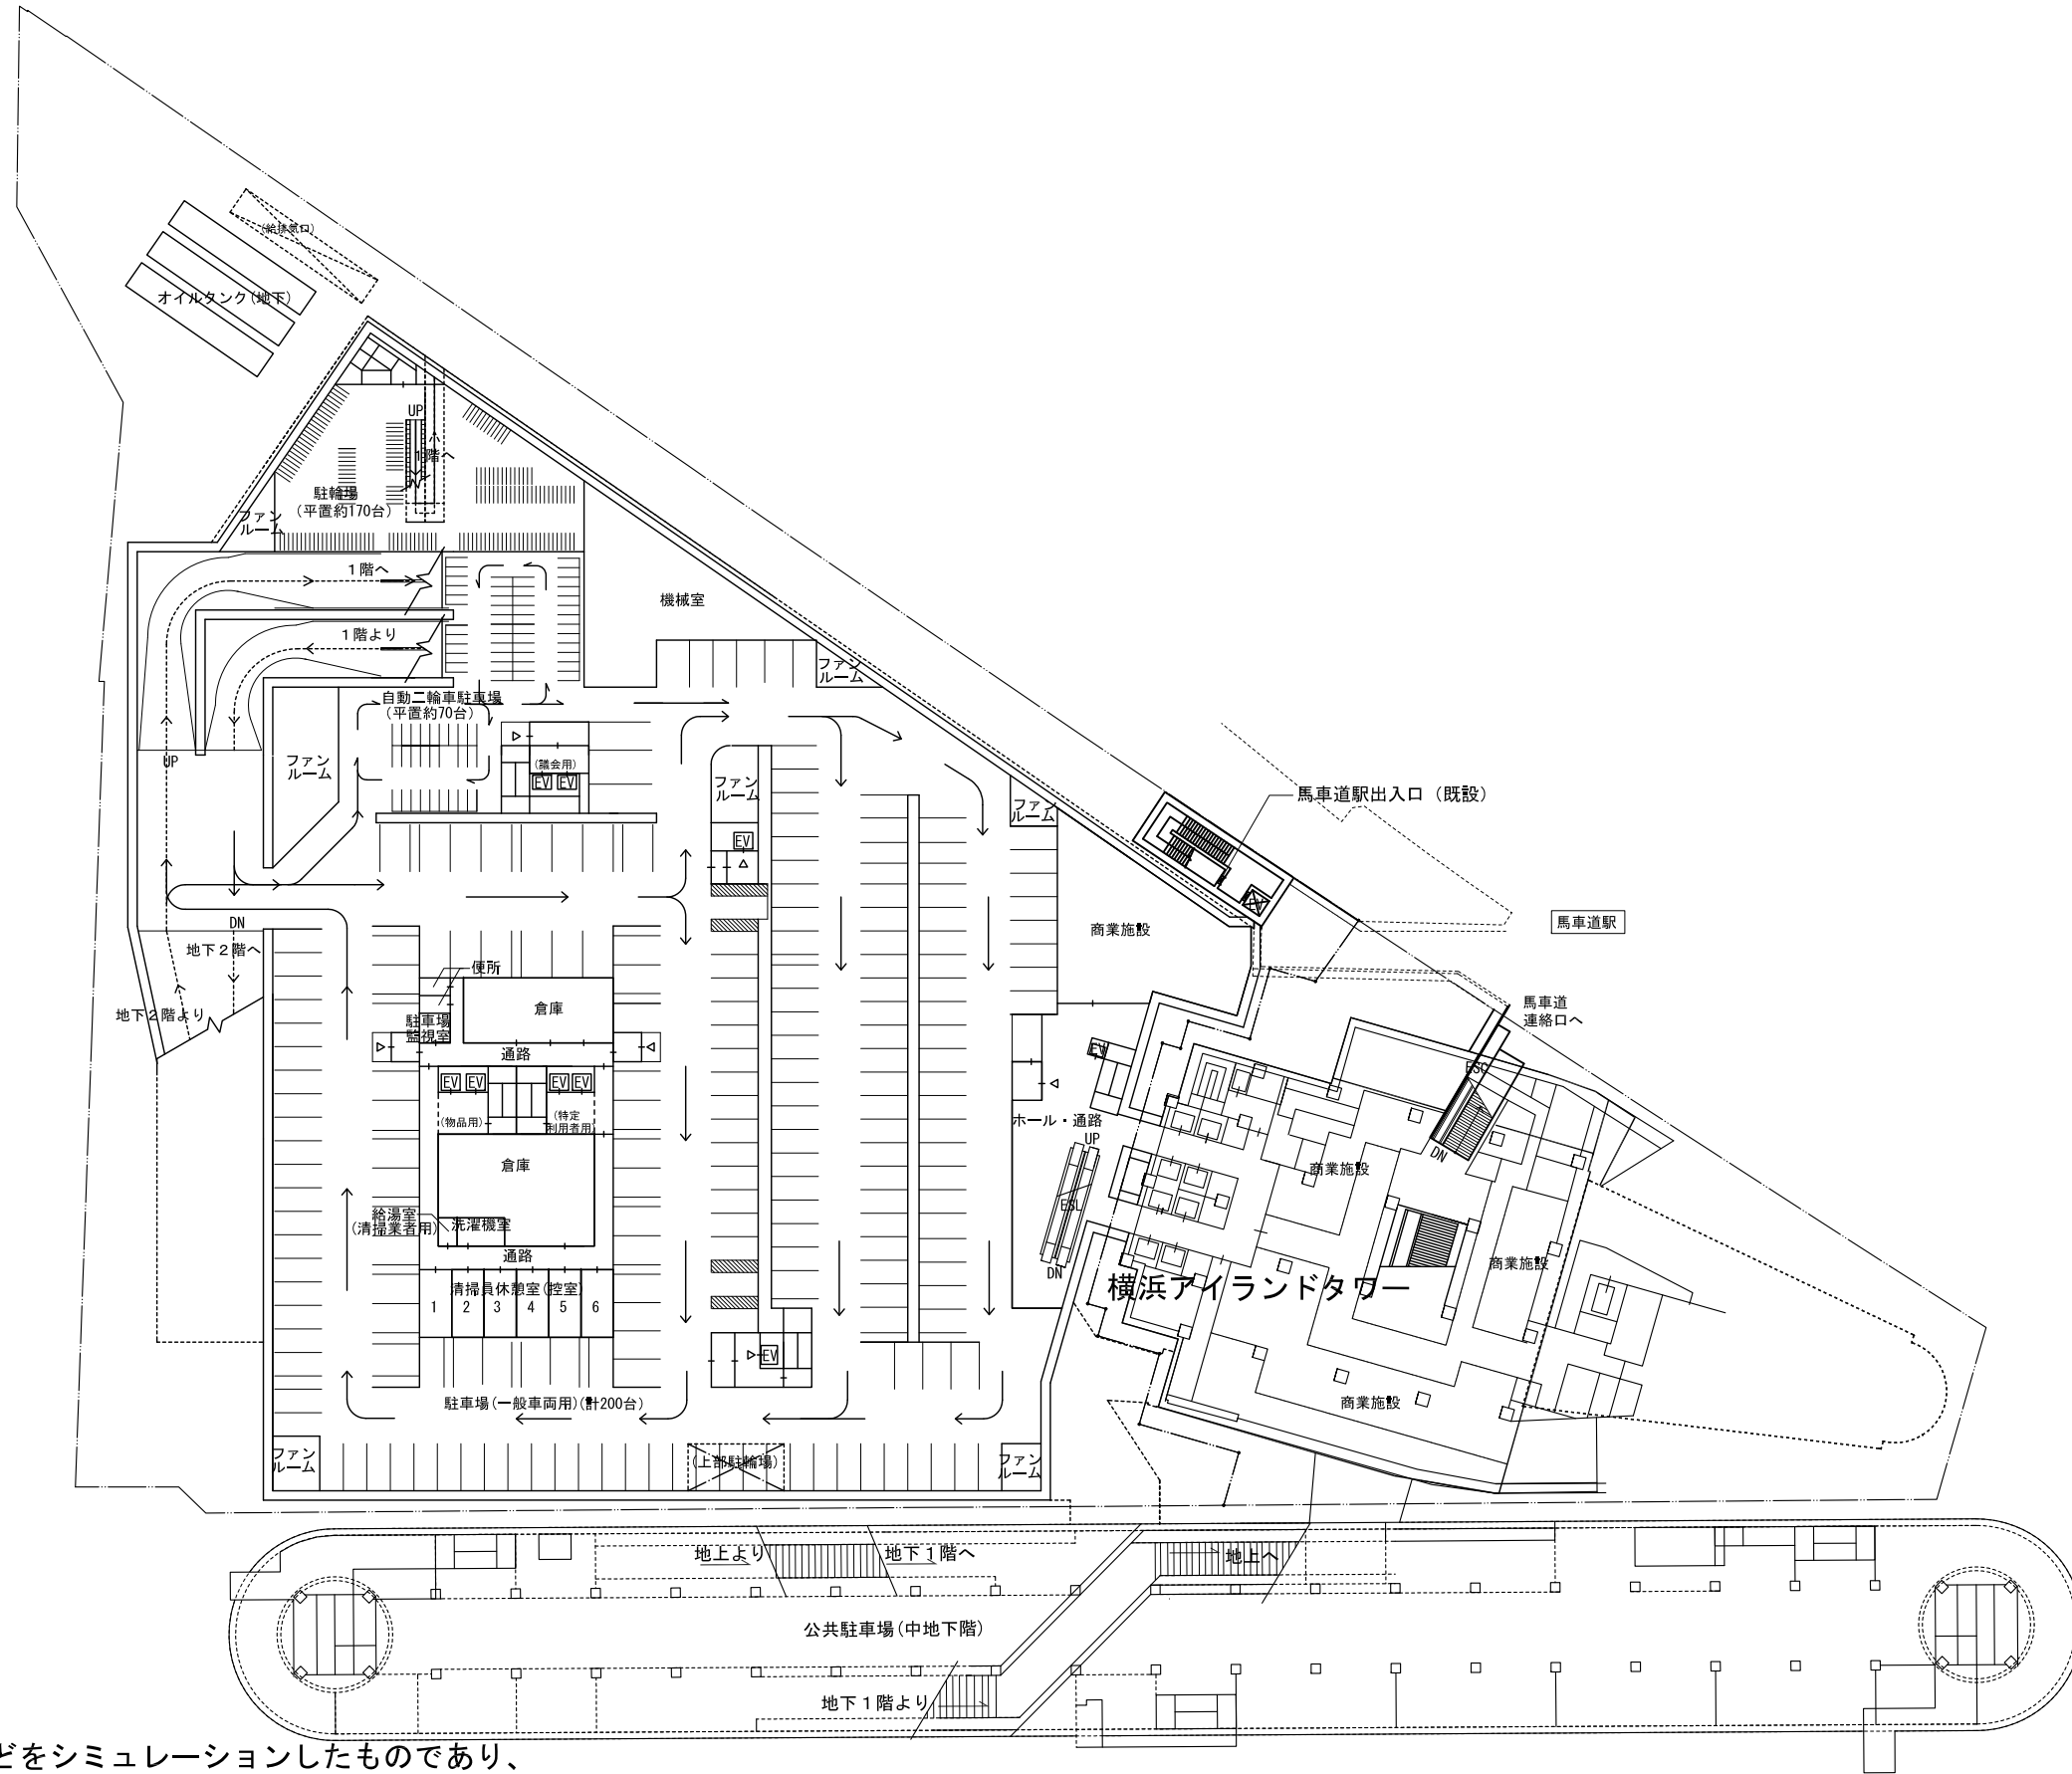 (給排気口)
オイルタンク(地下)
UP
1階へ
駐輪場
(平置約170台)
ファン
ルーム
1階へ
機械室
1階より
ファン
ルーム
自動二輪車駐車場
(平置約70台)
UP
ファン
ルーム
(議会用)
EV
EV
ファン
ルーム
EV
ファン
ルーム
馬車道駅出入口 (既設)
馬車道駅
DN
商業施設
地下2階へ
便所
地下2階より
倉庫
馬車道
連絡口へ
駐車場
監視室
通路
EV
ESC
EV
EV
EV
EV
(物品用)
(特定
利用者用)
ホール・通路
UP
DN
倉庫
商業施設
給湯室
(清掃業者用)
洗濯機室
ESL
通路
商業施設
DN
横浜アイランドタワー
清掃員休憩室(控室)
1
2
3
4
5
6
EV
駐車場(一般車両用)(計200台)
商業施設
ファン
ルーム
(上部駐輪場)
ファン
ルーム
地上より
地下1階へ
地上へ
公共駐車場(中地下階)
地下1階より
どをシミュレーションしたものであり、